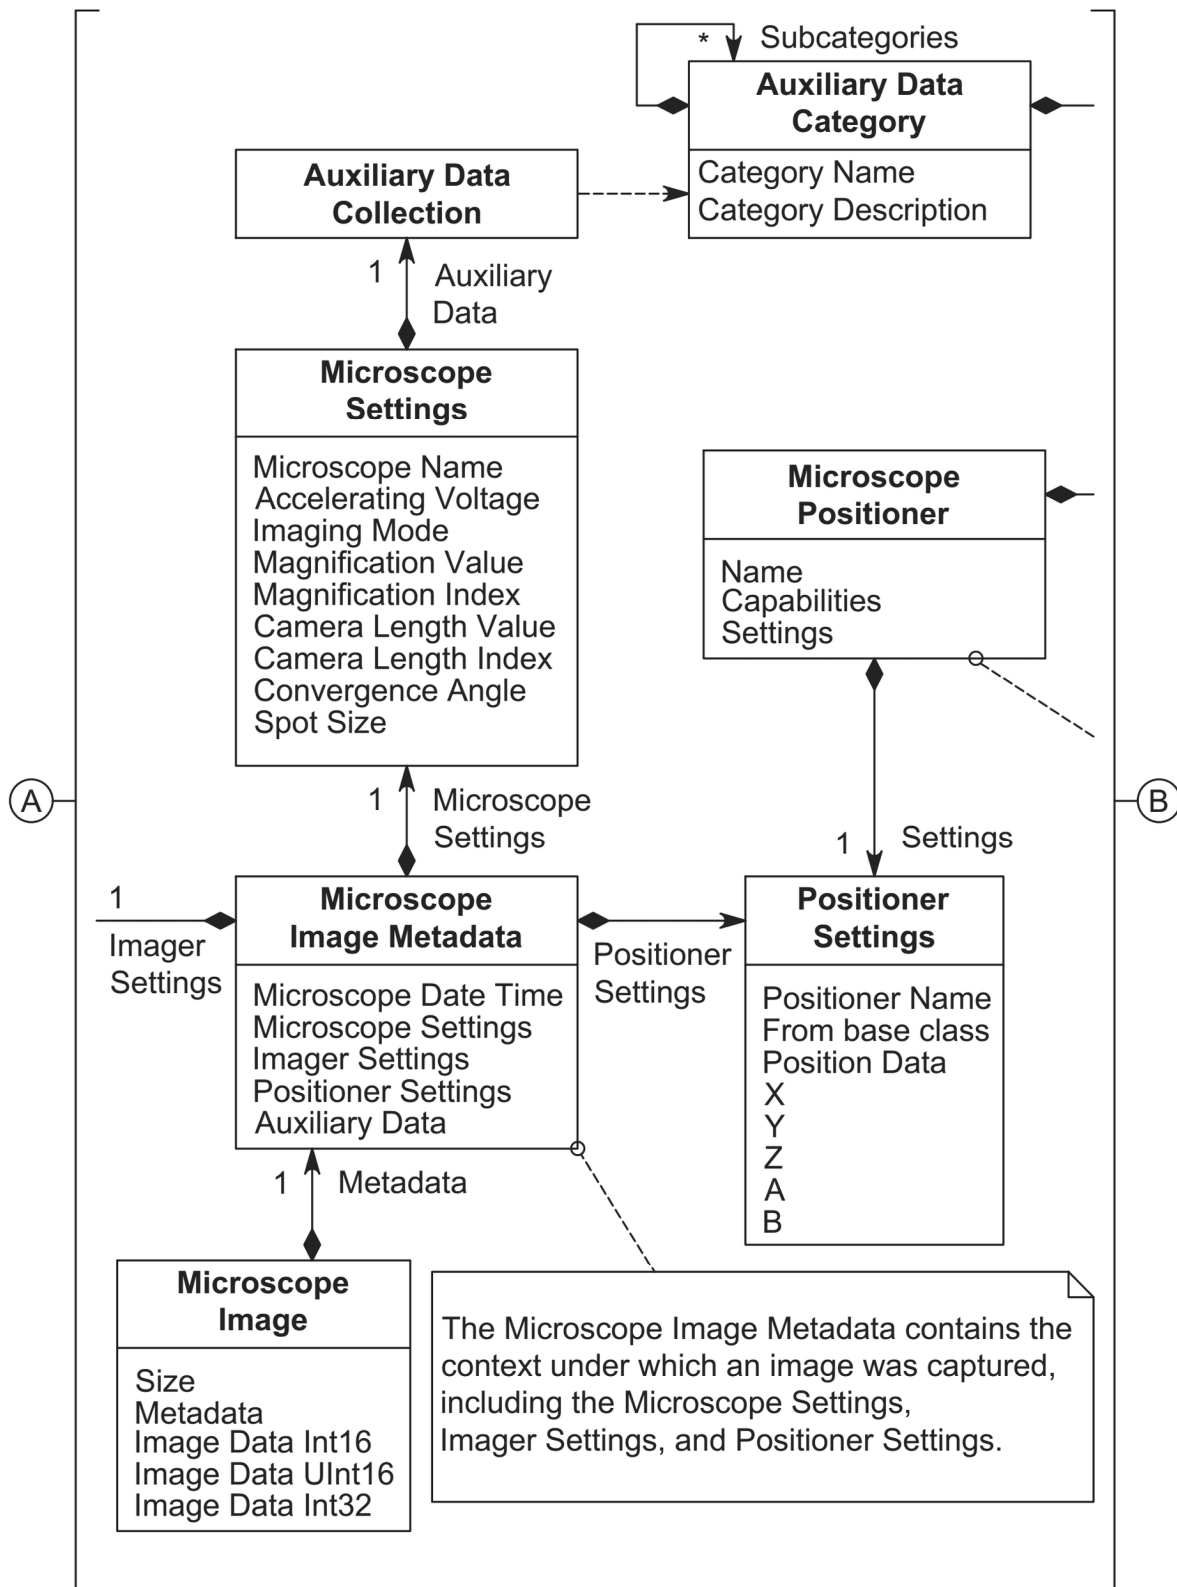 * Subcategories
Auxiliary Data
Category
Category Name
Category Description
Auxiliary Data
Collection
1 Auxiliary
Data
Microscope
Settings
Microscope Name
Accelerating Voltage
Imaging Mode
Magnification Value
Magnification Index
Camera Length Value
Camera Length Index
Convergence Angle
Spot Size
Microscope
Positioner
Name
Capabilities
Settings
A
B
1 Microscope
Settings
1 Settings
1
Imager
Settings
Microscope
Image Metadata
Microscope Date Time
Microscope Settings
Imager Settings
Positioner Settings
Auxiliary Data
Positioner
Settings
Positioner
Settings
Positioner Name
From base class
Position Data
X
Y
Z
A
B
1 Metadata
Microscope
Image
Size
Metadata
Image Data Int16
Image Data UInt16
Image Data Int32
The Microscope Image Metadata contains the
context under which an image was captured,
including the Microscope Settings,
Imager Settings, and Positioner Settings.